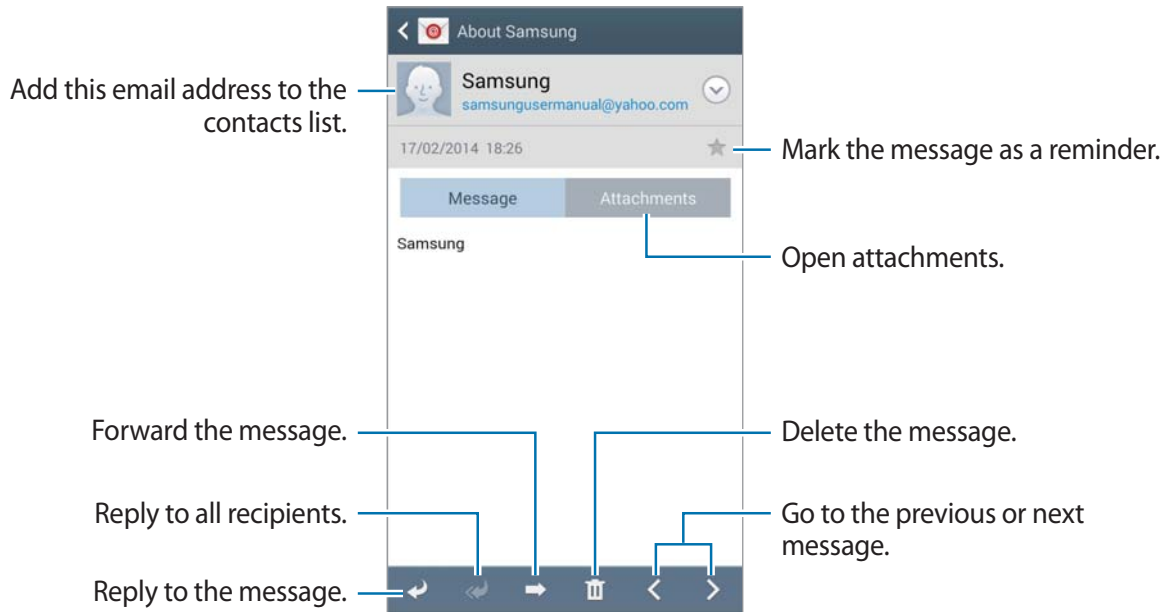 About Samsung
Add this email address to the
contacts list.
Samsung
samsungusermanual@yahoo.com
17/02/2014 18:26
Mark the message as a reminder.
Message
Attachments
Samsung
Open attachments.
Forward the message.
Delete the message.
Reply to all recipients.
Go to the previous or next
message.
Reply to the message.